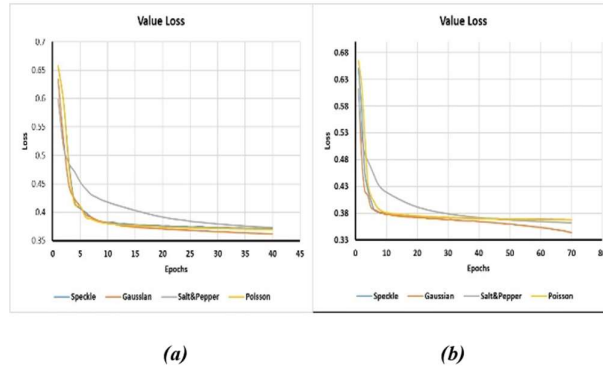 Value Loss
0.7
0.65
0.6
0.55
0.5
0.45
0.4
0.35
Loss
0 5 10 15 20 25 30 35 40 45
Epochs
Speckle Gaussian Salt&Pepper Poisson
(a)
Value Loss
0.68
0.63
0.58
0.53
0.48
0.43
0.38
0.33
Loss
0 10 20 30 40 50 60 70 80
Epochs
Speckle Gaussian Salt&Pepper Poisson
(b)